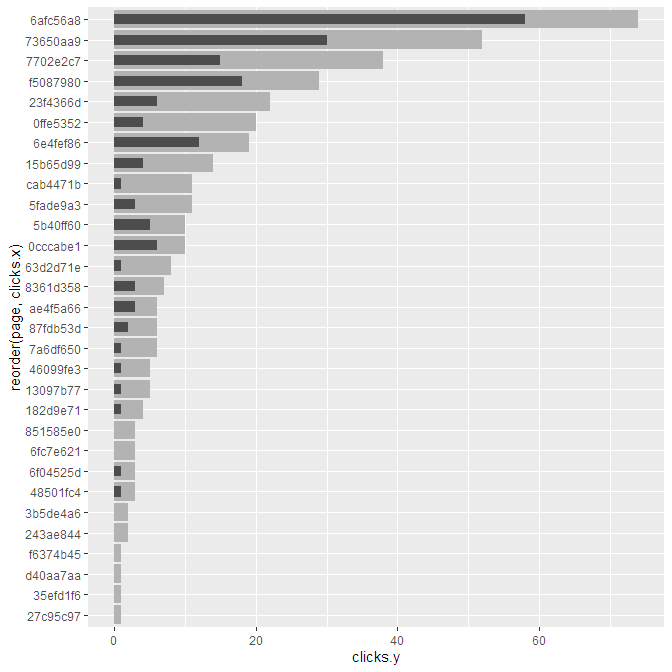 6afc56a8
73650aa9
7702e2c7
f5087980
23f4366d
0ffe5352
6e4fef86
15b65d99
cab4471b
5fade9a3
5b40ff60
0cccabe1
63d2d71e
8361d358
ae4f5a66
87fdb53d
7a6df650
46099fe3
13097b77
182d9e71
851585e0
6fc7e621
6f04525d
48501fc4
3b5de4a6
243ae844
f6374b45
d40aa7aa
35efd1f6
27c95c97
reorder(page, clicks.x)
0 20 40 60
clicks.y